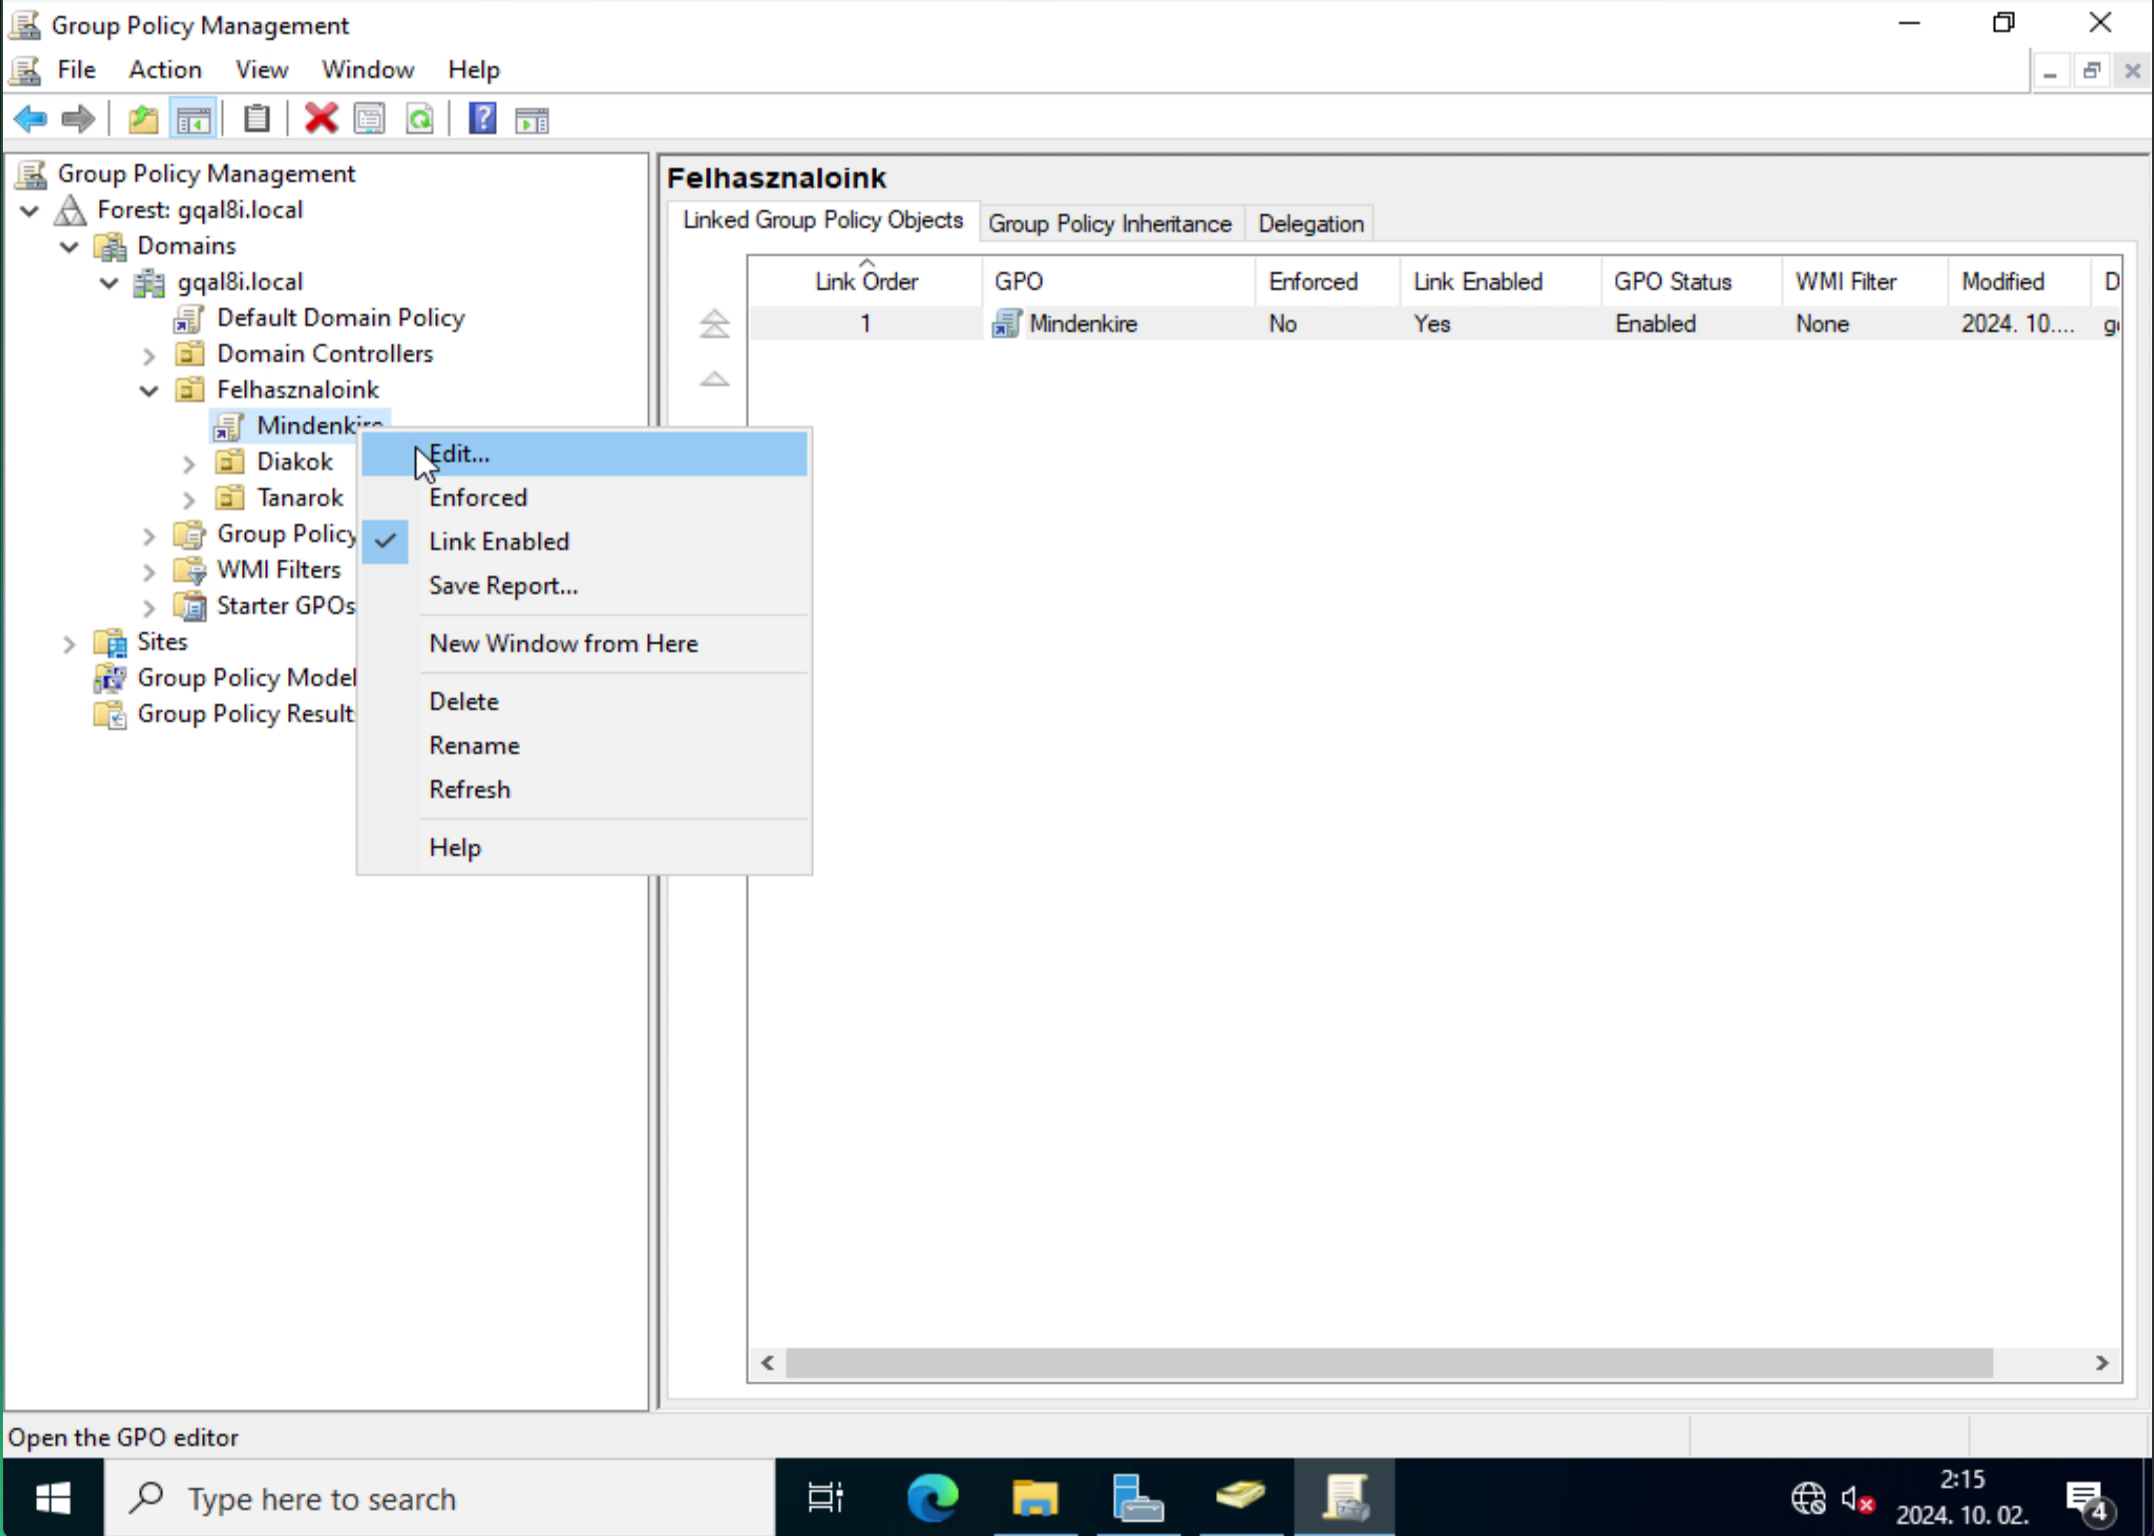 Group Policy Management
File Action View Window Help
Group Policy Management
Forest: gqal8i.local
Domains
gqal8i.local
Default Domain Policy
Domain Controllers
Felhasznaloink
Mindenkire
Diakok
Tanarok
Group Policy
WMI Filters
Starter GPOs
Sites
Group Policy Model
Group Policy Result
Edit...
Enforced
Link Enabled
Save Report...
New Window from Here
Delete
Rename
Refresh
Help
Felhasznaloink
Linked Group Policy Objects Group Policy Inheritance Delegation
Link Order GPO Enforced Link Enabled GPO Status WMI Filter Modified D
1 Mindenkire No Yes Enabled None 2024. 10....
Open the GPO editor
Type here to search
2:15
2024. 10. 02.
4